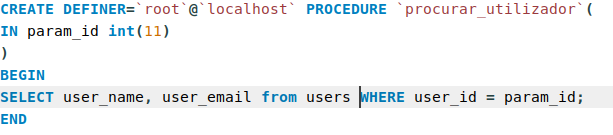 CREATE DEFINER=`root`@`localhost` PROCEDURE `procurar_utilizador`(
IN param_id int(11)
)
BEGIN
SELECT user_name, user_email from users WHERE user_id = param_id;
END